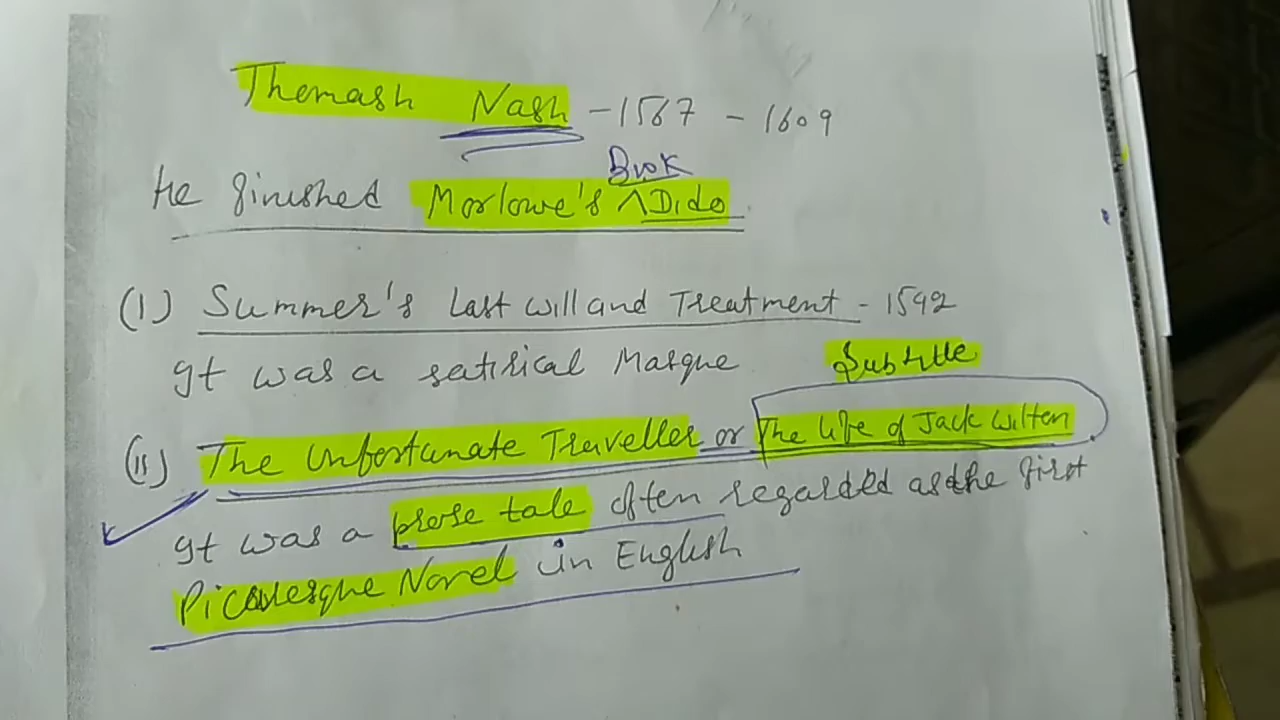 Themash Nash - 1567 - 1609
Book
He finished Morlowe's ^ Dido
(I) Summer's Last will and Treatment - 1592
It was a satirical Masque
Subtitle
(II) The Unfortunate Traveller or The life of Jack Wilton
It was a prose tale often regarded as the first
Picaresque Novel in English